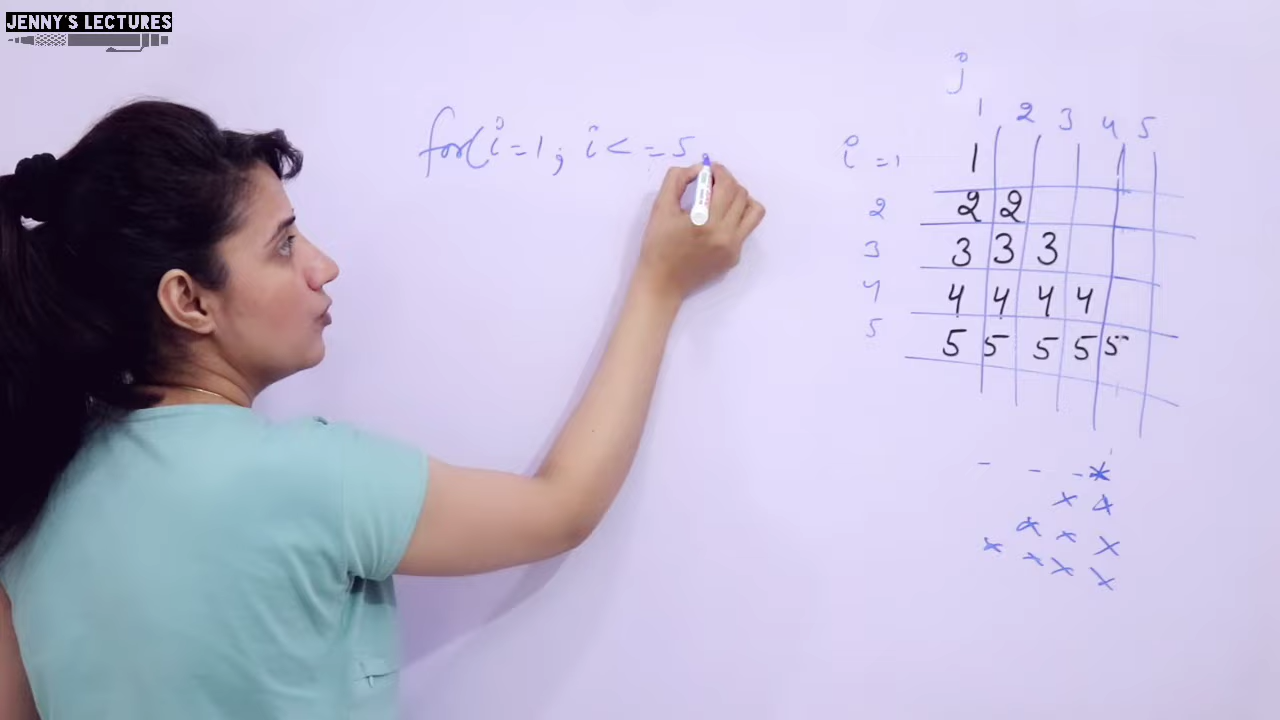 JENNY'S LECTURES
for(i=1; i<=5;
j
1 2 3 4 5
i =1 1
2 2 2
3 3 3 3
4 4 4 4 4
5 5 5 5 5 5
- - - *
* *
* * *
* * * *